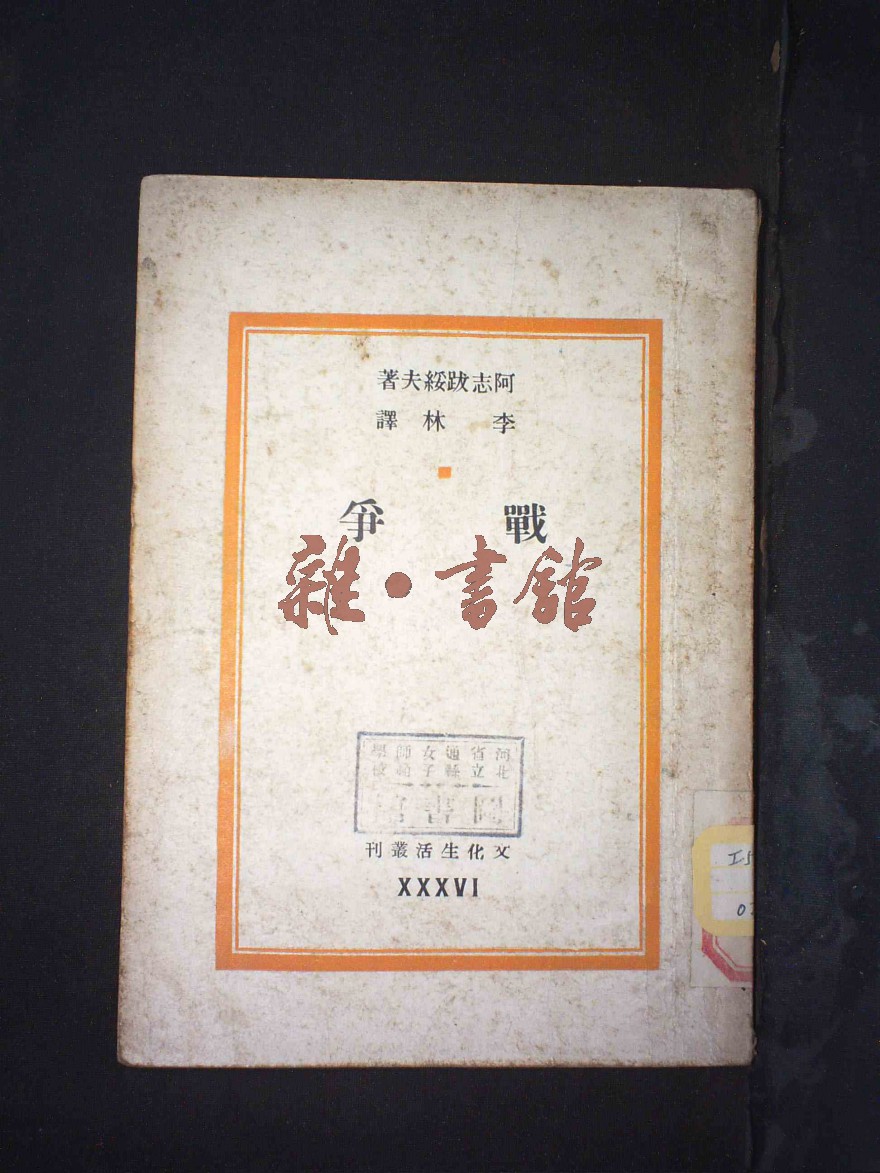 阿志跋綏夫著
李林譯
戰爭
雜·書館
河北省立通縣女子師範學校
圖書館
文化生活叢刊
XXXVI